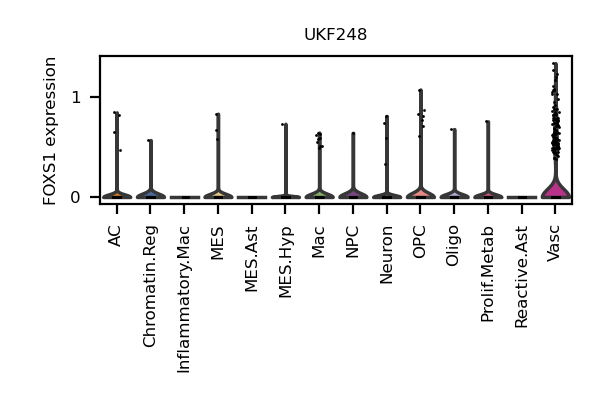 UKF248
FOXS1 expression
1
0
AC
Chromatin.Reg
Inflammatory.Mac
MES
MES.Ast
MES.Hyp
Mac
NPC
Neuron
OPC
Oligo
Prolif.Metab
Reactive.Ast
Vasc